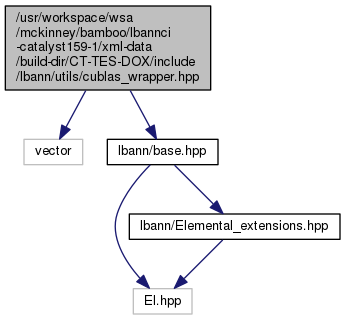 /usr/workspace/wsa
/mckinney/bamboo/lbannci
-catalyst159-1/xml-data
/build-dir/CT-TES-DOX/include
/lbann/utils/cublas_wrapper.hpp
vector
lbann/base.hpp
lbann/Elemental_extensions.hpp
El.hpp